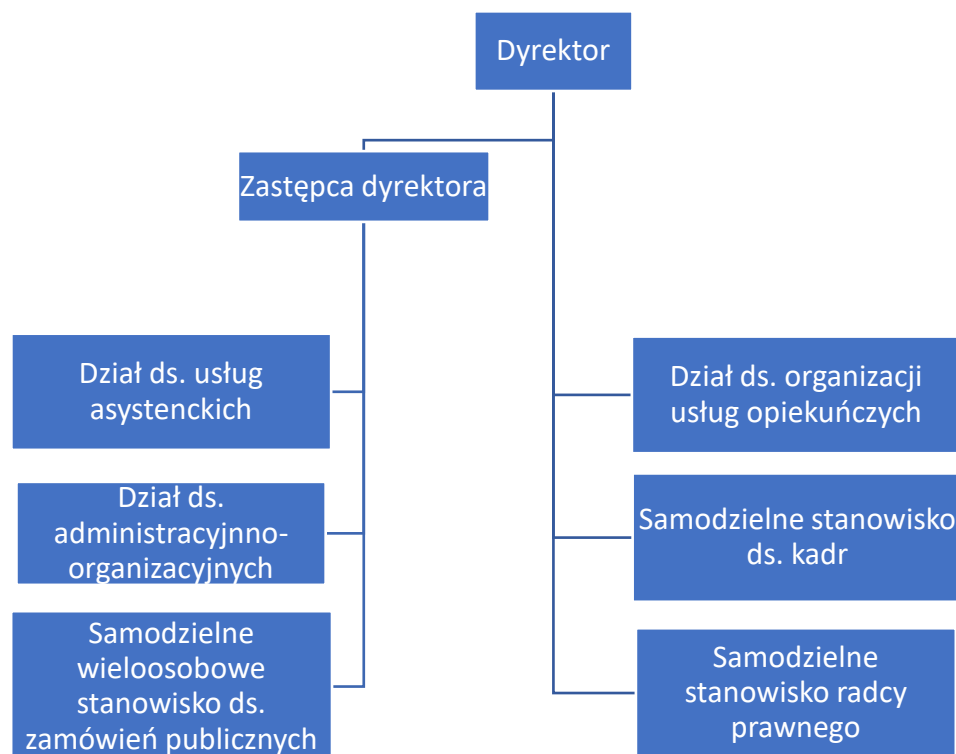 Dyrektor
Zastępca dyrektora
Dział ds. usług
asystenckich
Dział ds.
administracyjnno-
organizacyjnych
Samodzielne
wieloosobowe
stanowisko ds.
zamówień publicznych
Dział ds. organizacji
usług opiekuńczych
Samodzielne stanowisko
ds. kadr
Samodzielne
stanowisko radcy
prawnego